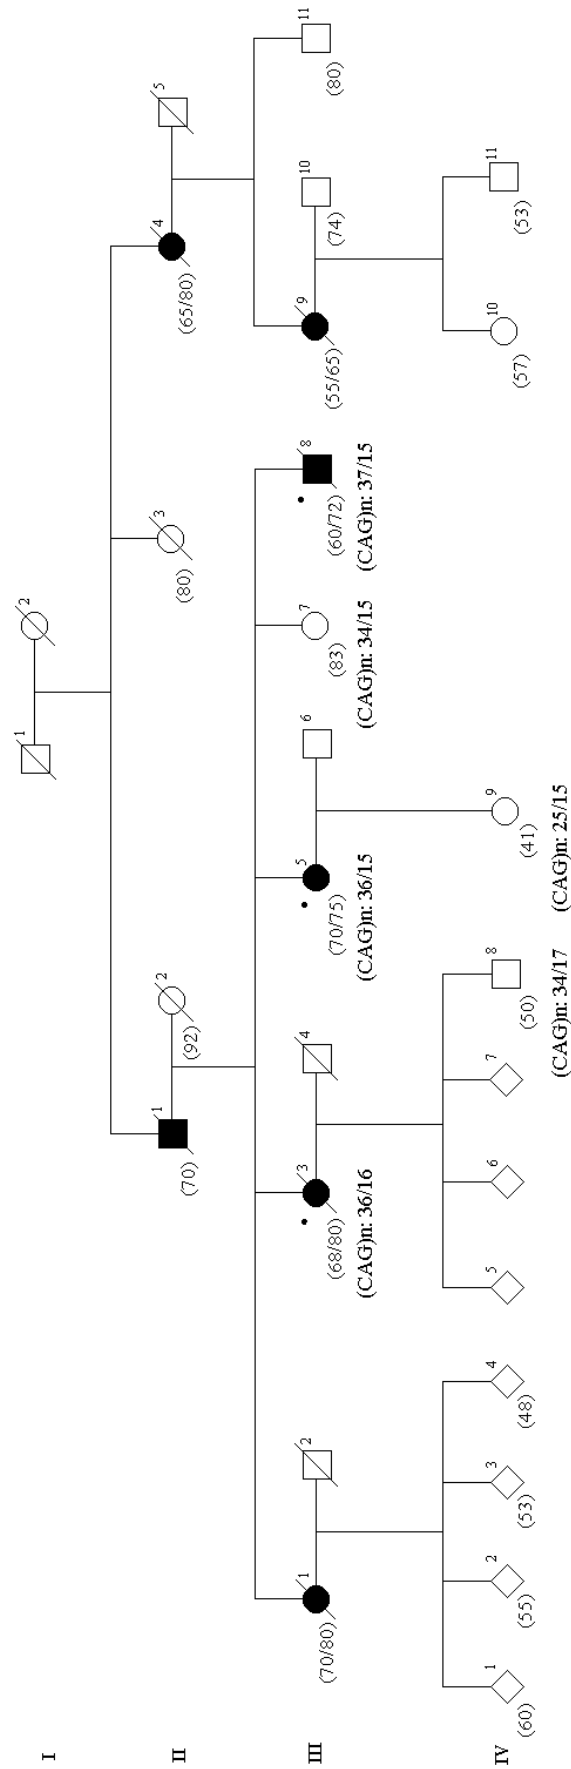 I 1 2
II 1 2 3 4 5
(70) (92) (80) (65/80)
III 1 2 3 4 5 6 7 8 9 10 11
(70/80) (68/80) (70/75) (83) (60/72) (55/65) (74) (80)
(CAG)n: 36/16 (CAG)n: 36/15 (CAG)n: 34/15 (CAG)n: 37/15
IV 1 2 3 4 5 6 7 8 9 10 11
(60) (55) (53) (48) (50) (41) (57) (53)
(CAG)n: 34/17 (CAG)n: 25/15